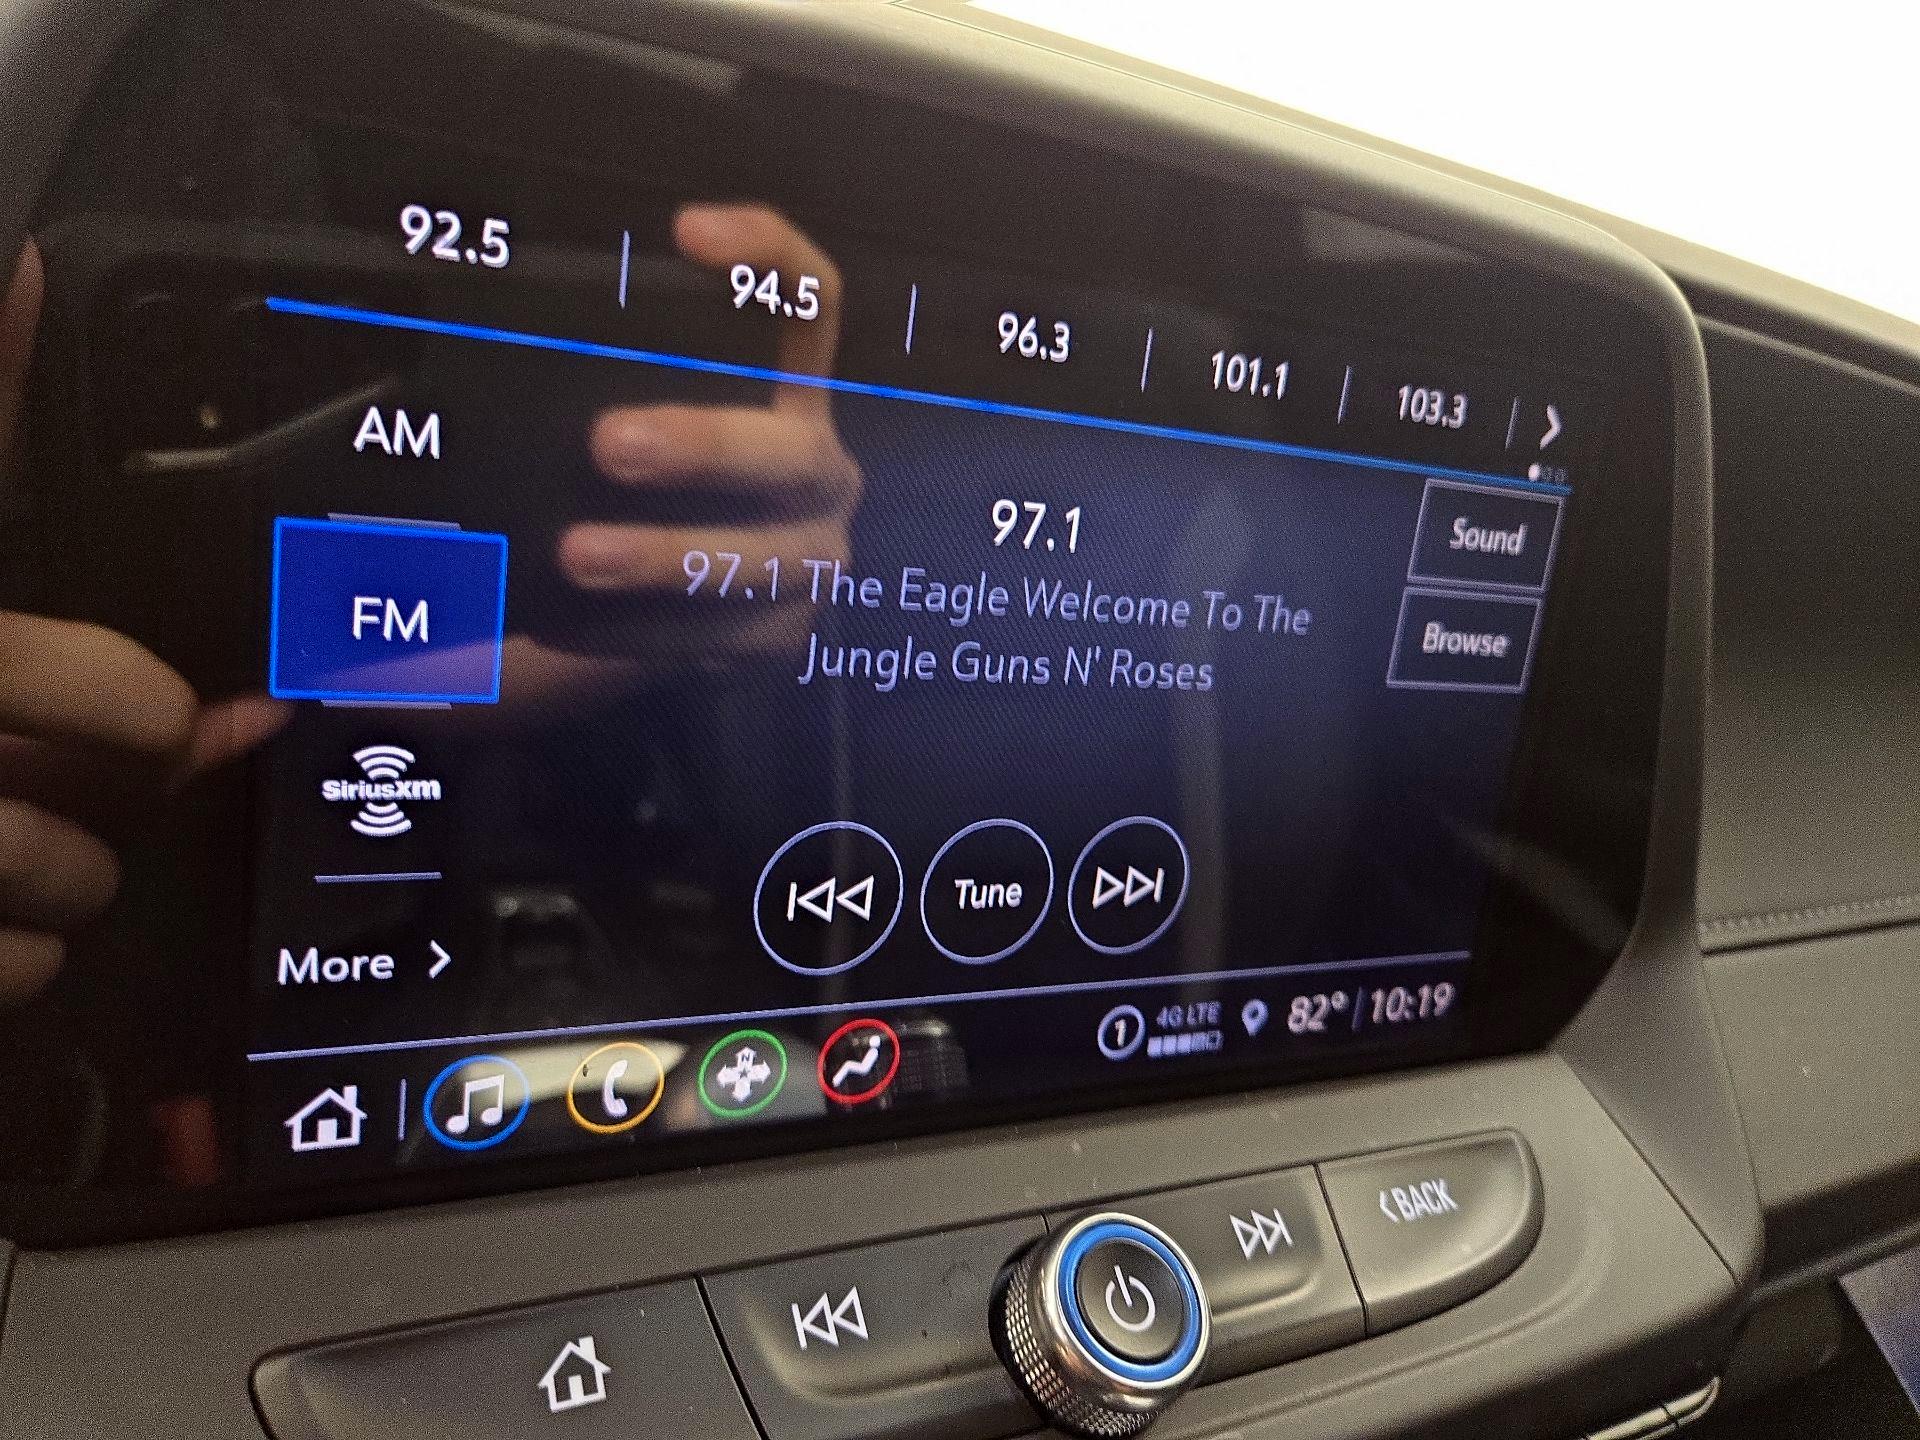 92.5 | 94.5 | 96.3 | 101.1 | 103.3 | >
AM
FM
SiriusXm
More >
97.1
97.1 The Eagle Welcome To The
Jungle Guns N' Roses
Sound
Browse
Tune
1 4G LTE 82° | 10:19
N
< BACK